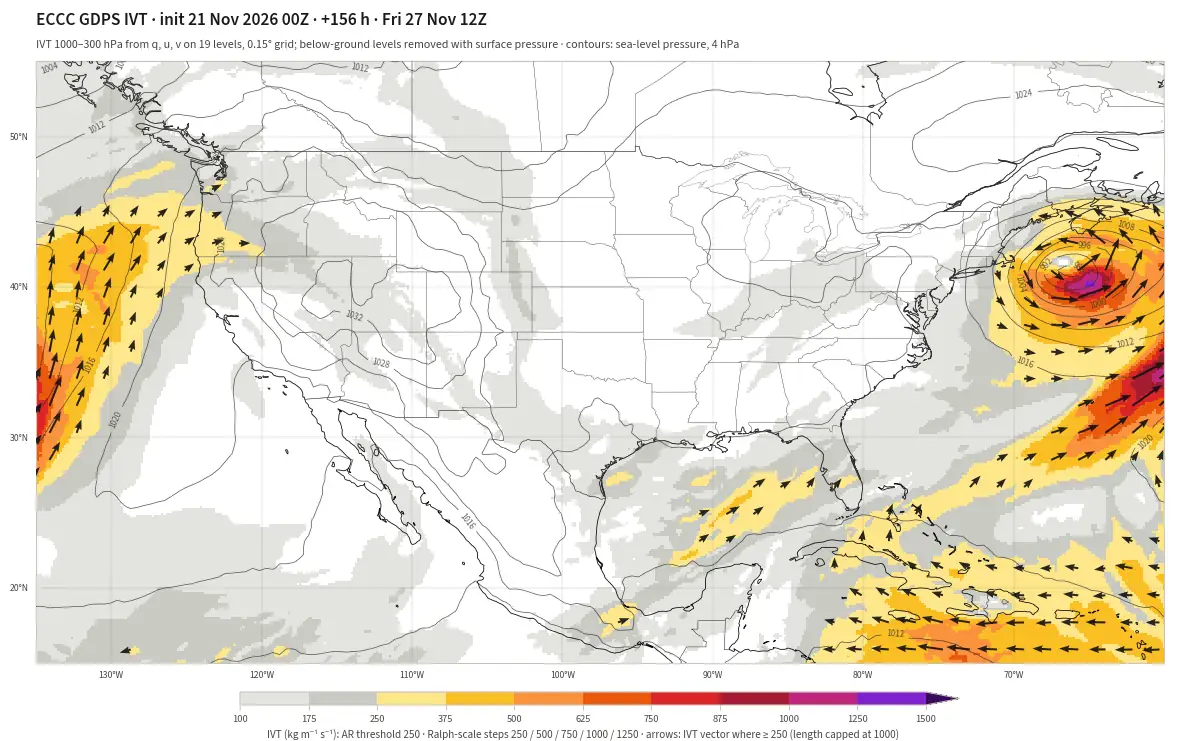 ECCC GDPS IVT · init 21 Nov 2026 00Z · +156 h · Fri 27 Nov 12Z
IVT 1000–300 hPa from q, u, v on 19 levels, 0.15° grid; below-ground levels removed with surface pressure · contours: sea-level pressure, 4 hPa
1004
1012
1024
50°N
1012
1008
996
992
1004
40°N
1012
1032
1000
1012
1016
1028
1016
1020
30°N
1020
1016
20°N
1012
130°W 120°W 110°W 100°W 90°W 80°W 70°W
100 175 250 375 500 625 750 875 1000 1250 1500
IVT (kg m⁻¹ s⁻¹): AR threshold 250 · Ralph-scale steps 250 / 500 / 750 / 1000 / 1250 · arrows: IVT vector where ≥ 250 (length capped at 1000)